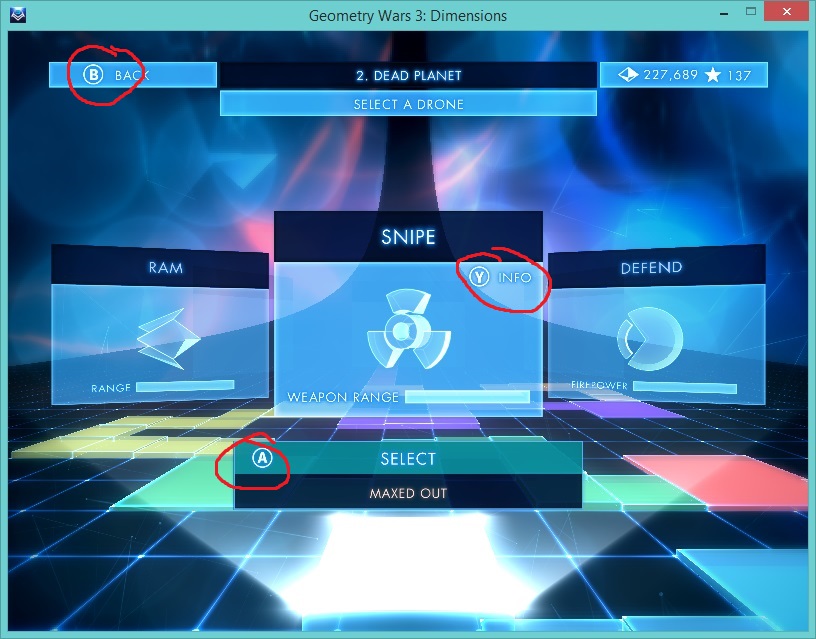 Geometry Wars 3: Dimensions
B BACK
2. DEAD PLANET
227,689 137
SELECT A DRONE
SNIPE
RAM
DEFEND
Y INFO
RANGE
WEAPON RANGE
FIREPOWER
A SELECT
MAXED OUT